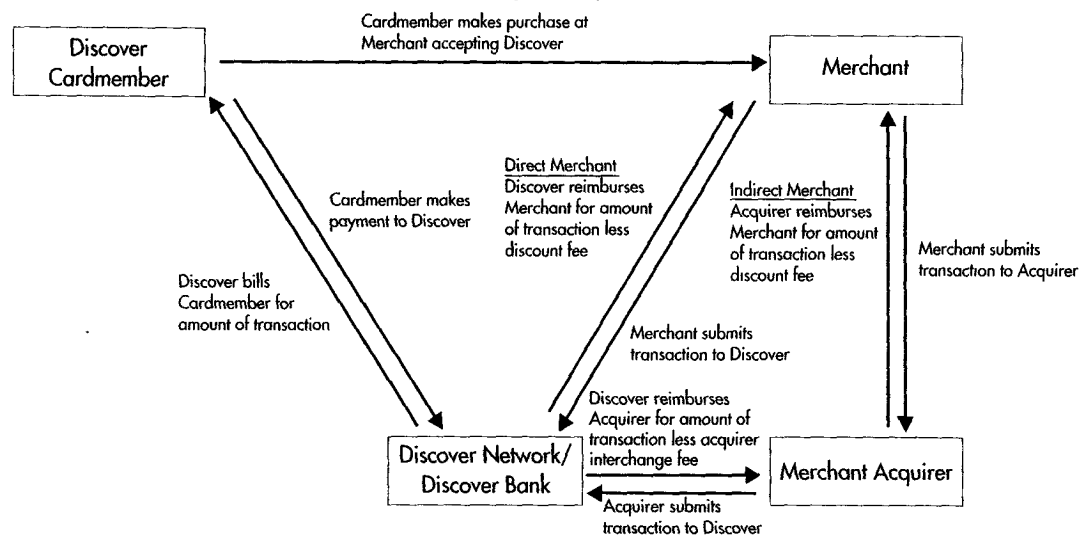 Cardmember makes purchase at
Merchant accepting Discover
Discover
Cardmember
Merchant
Cardmember makes
payment to Discover
Direct Merchant
Discover reimburses
Merchant for amount
of transaction less
discount fee
Indirect Merchant
Acquirer reimburses
Merchant for amount
of transaction less
discount fee
Merchant submits
transaction to Acquirer
Discover bills
Cardmember for
amount of transaction
Merchant submits
transaction to Discover
Discover reimburses
Acquirer for amount of
transaction less acquirer
interchange fee
Discover Network/
Discover Bank
Merchant Acquirer
Acquirer submits
transaction to Discover